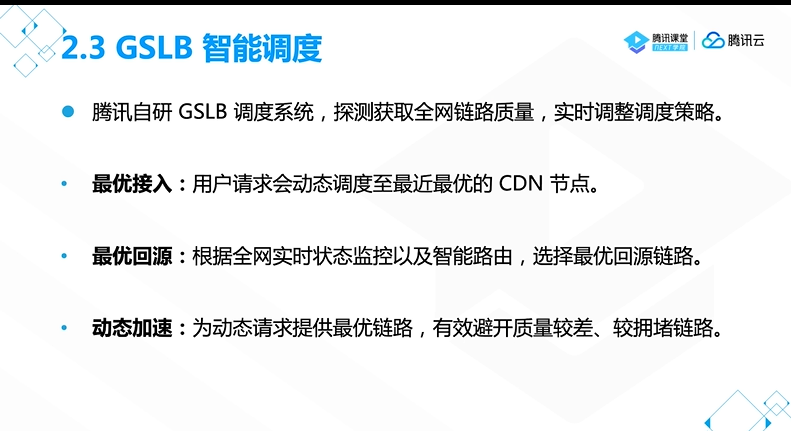 2.3 GSLB 智能调度
腾讯课堂
NEXT 学院
腾讯云
● 腾讯自研 GSLB 调度系统，探测获取全网链路质量，实时调整调度策略。
• 最优接入：用户请求会动态调度至最近最优的 CDN 节点。
• 最优回源：根据全网实时状态监控以及智能路由，选择最优回源链路。
• 动态加速：为动态请求提供最优链路，有效避开质量较差、较拥堵链路。